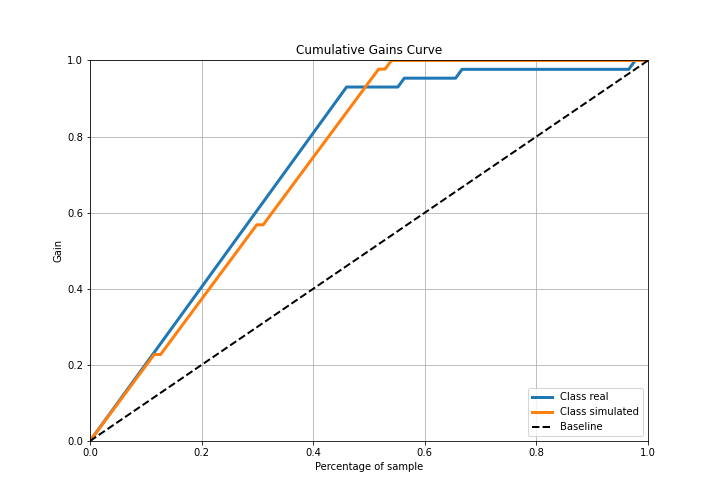 Cumulative Gains Curve
1.0
0.8
0.6
0.4
0.2
0.0
Gain
0.0 0.2 0.4 0.6 0.8 1.0
Percentage of sample
Class real
Class simulated
Baseline